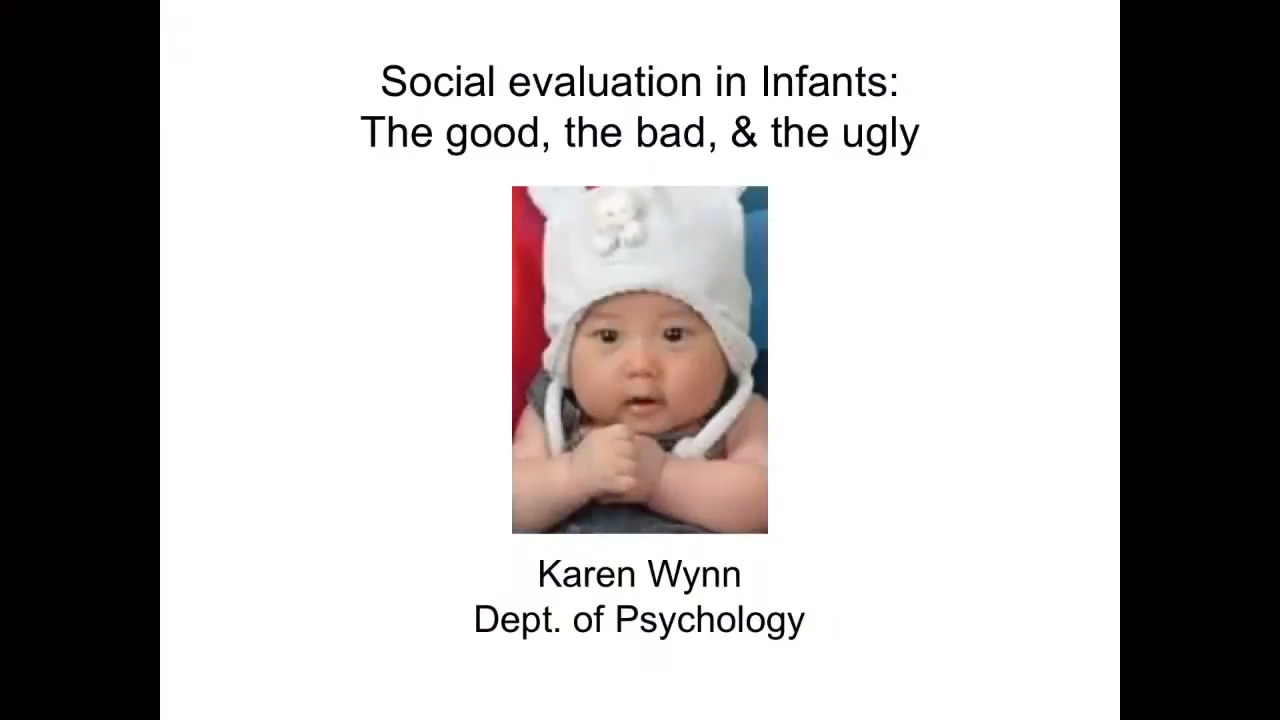 Social evaluation in Infants:
The good, the bad, & the ugly
Karen Wynn
Dept. of Psychology